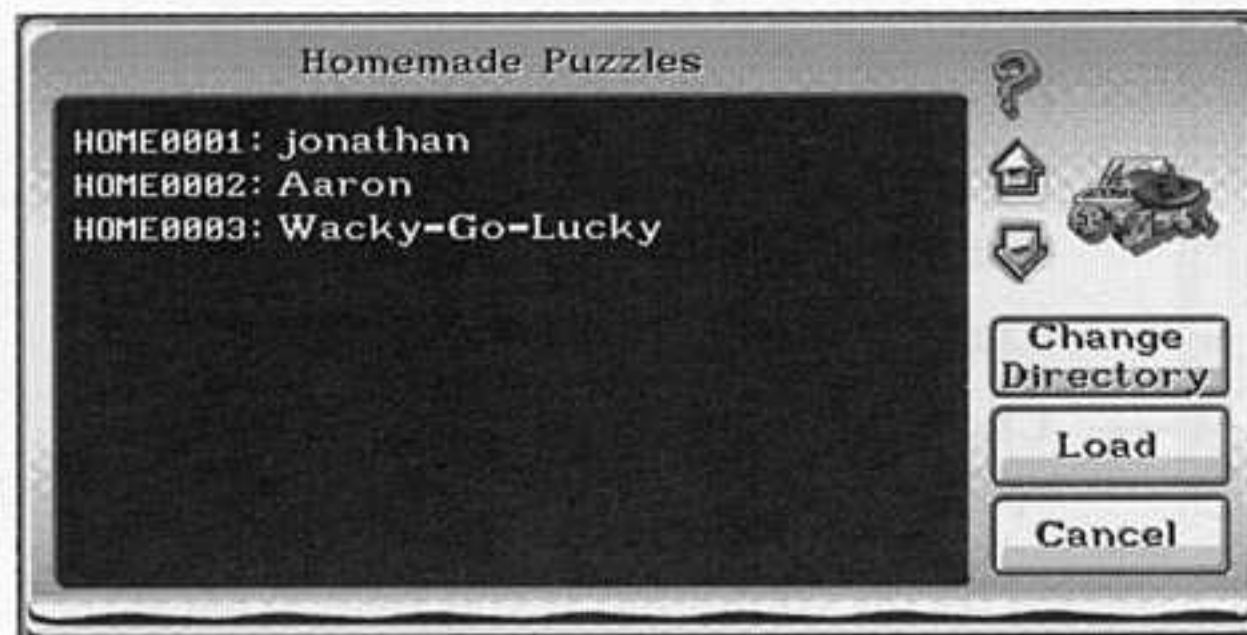 Homemade Puzzles
?
HOME0001: jonathan
HOME0002: Aaron
HOME0003: Wacky-Go-Lucky
Change
Directory
Load
Cancel